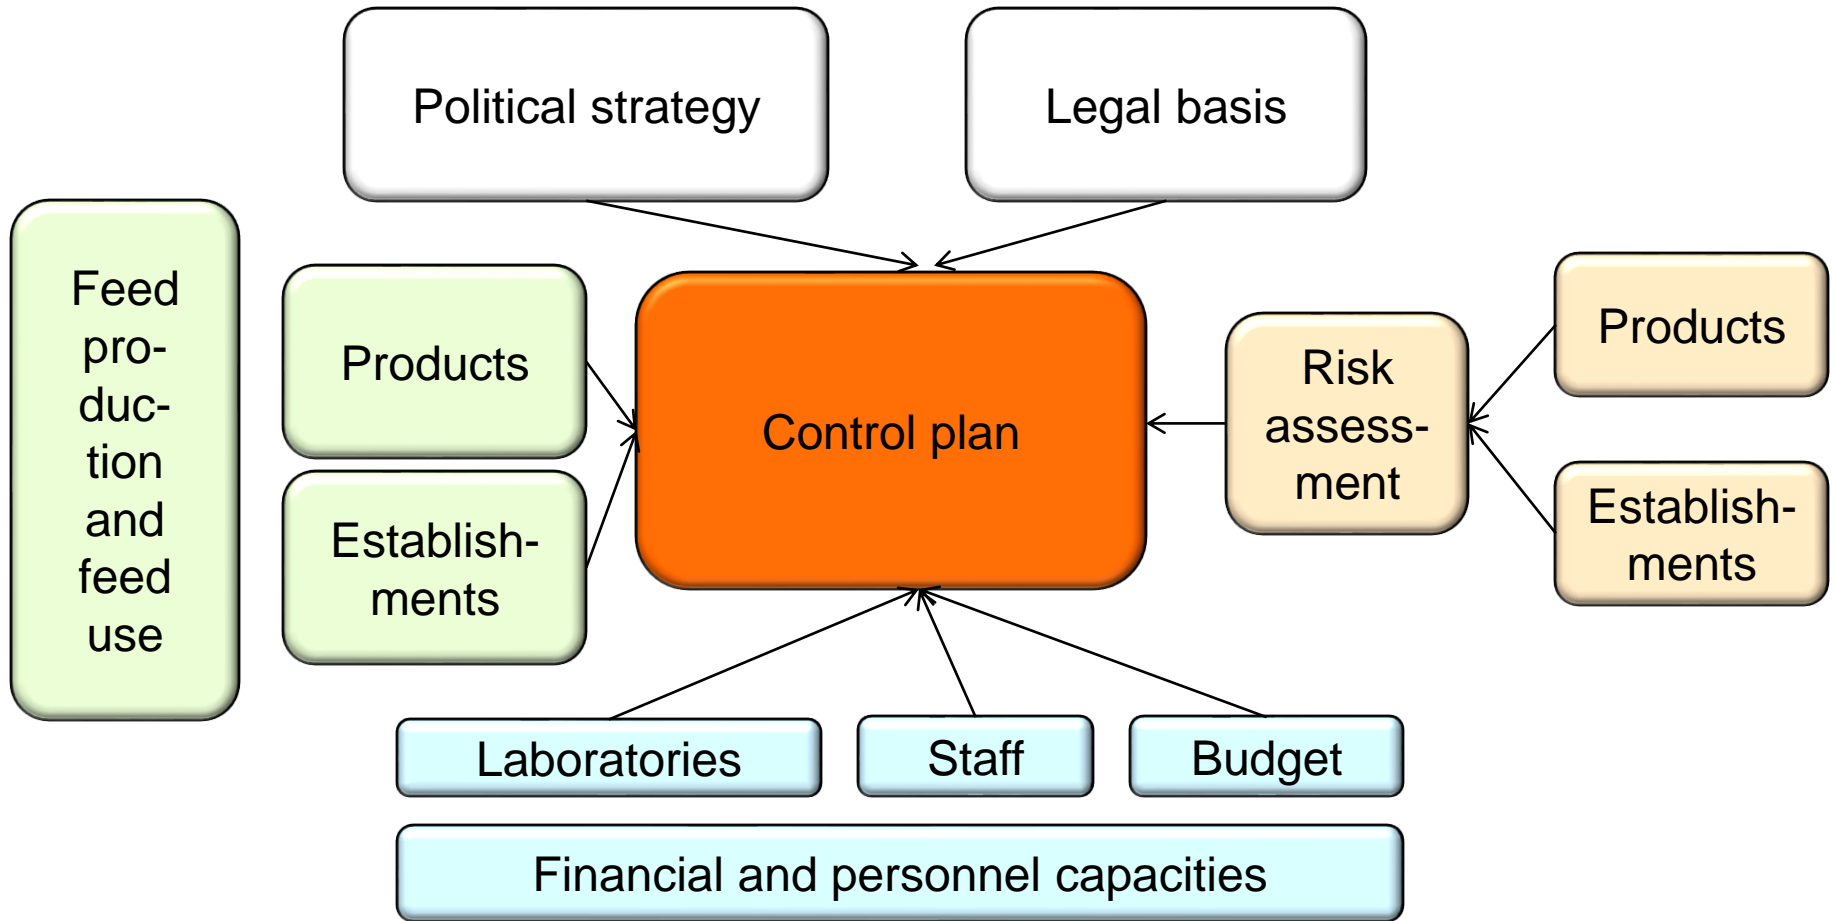 Political strategy
Legal basis
Feed
pro-
duc-
tion
and
feed
use
Products
Establish-
ments
Control plan
Risk
assess-
ment
Products
Establish-
ments
Laboratories
Staff
Budget
Financial and personnel capacities